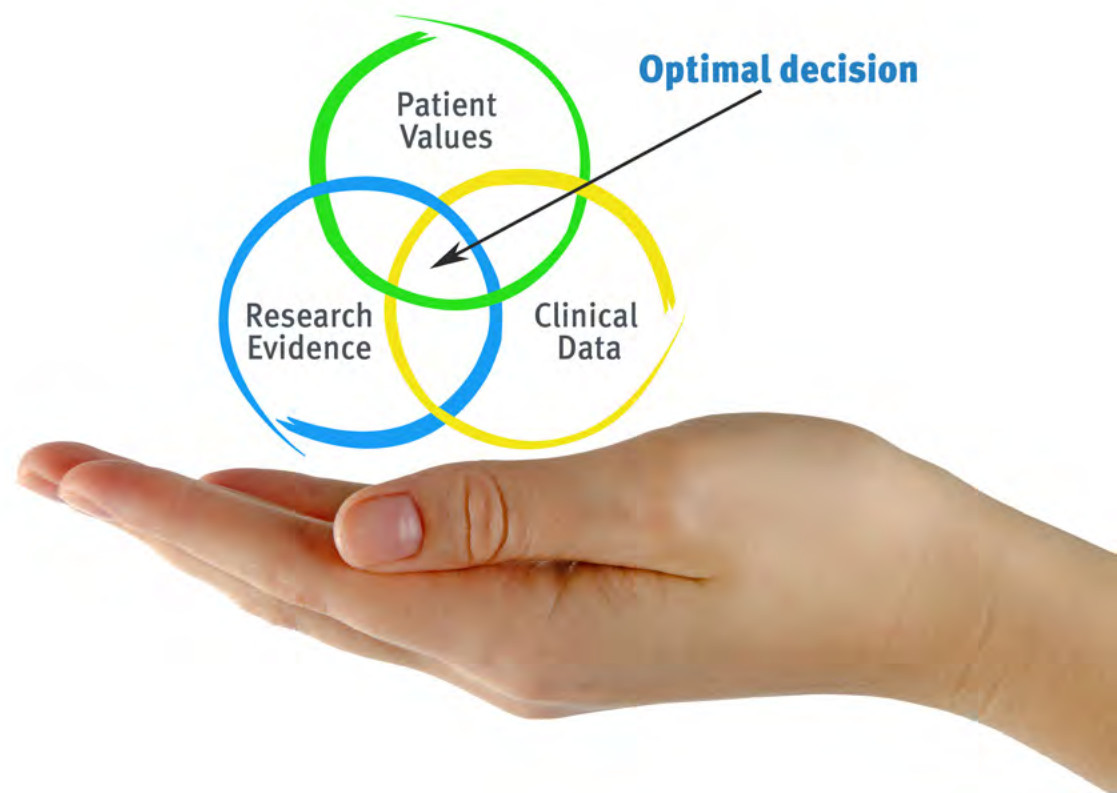 Optimal decision
Patient
Values
Research
Evidence
Clinical
Data